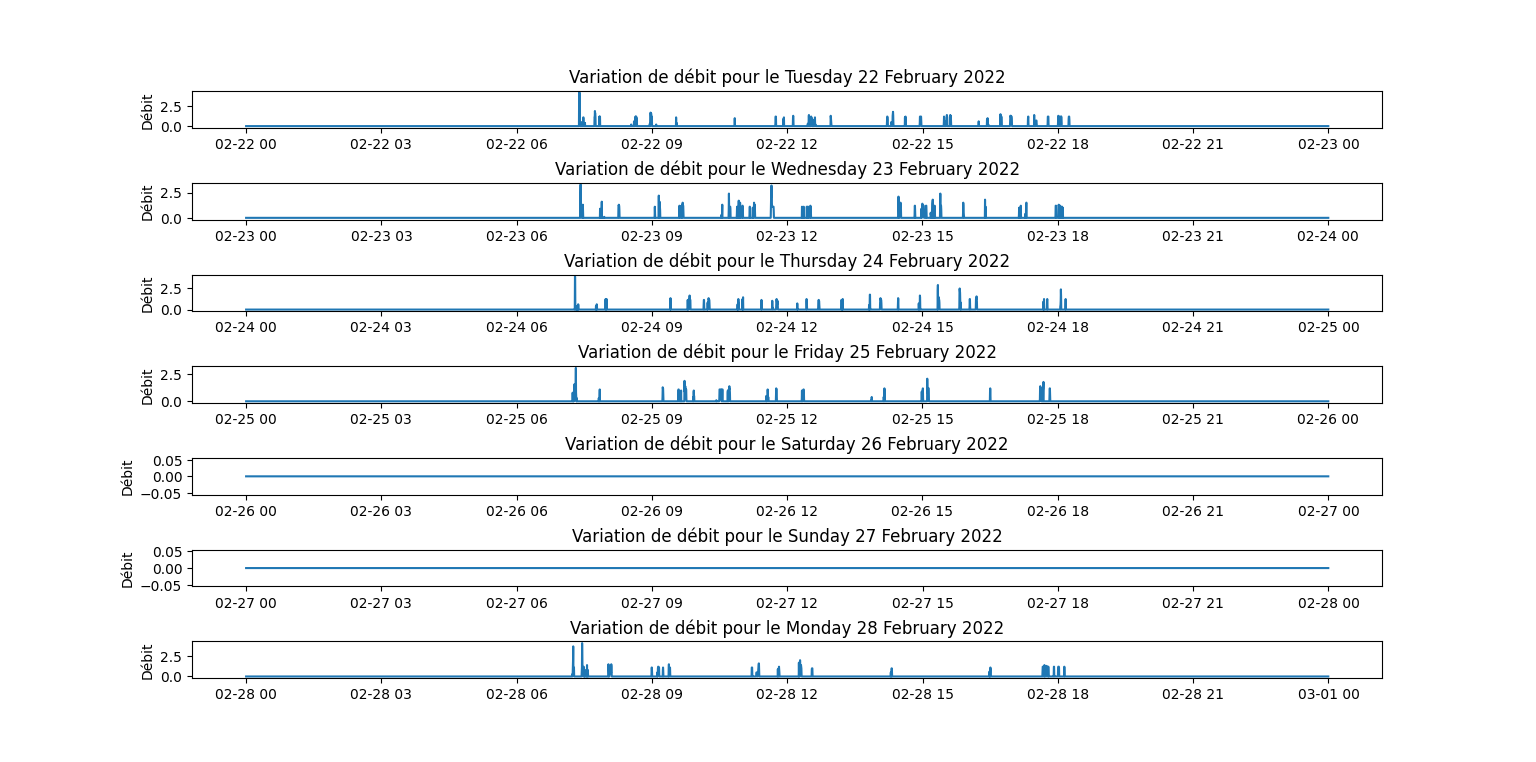 Variation de débit pour le Tuesday 22 February 2022
Débit
2.5
0.0
02-22 00 02-22 03 02-22 06 02-22 09 02-22 12 02-22 15 02-22 18 02-22 21 02-23 00
Variation de débit pour le Wednesday 23 February 2022
Débit
2.5
0.0
02-23 00 02-23 03 02-23 06 02-23 09 02-23 12 02-23 15 02-23 18 02-23 21 02-24 00
Variation de débit pour le Thursday 24 February 2022
Débit
2.5
0.0
02-24 00 02-24 03 02-24 06 02-24 09 02-24 12 02-24 15 02-24 18 02-24 21 02-25 00
Variation de débit pour le Friday 25 February 2022
Débit
2.5
0.0
02-25 00 02-25 03 02-25 06 02-25 09 02-25 12 02-25 15 02-25 18 02-25 21 02-26 00
Variation de débit pour le Saturday 26 February 2022
Débit
0.05
0.00
−0.05
02-26 00 02-26 03 02-26 06 02-26 09 02-26 12 02-26 15 02-26 18 02-26 21 02-27 00
Variation de débit pour le Sunday 27 February 2022
Débit
0.05
0.00
−0.05
02-27 00 02-27 03 02-27 06 02-27 09 02-27 12 02-27 15 02-27 18 02-27 21 02-28 00
Variation de débit pour le Monday 28 February 2022
Débit
2.5
0.0
02-28 00 02-28 03 02-28 06 02-28 09 02-28 12 02-28 15 02-28 18 02-28 21 03-01 00